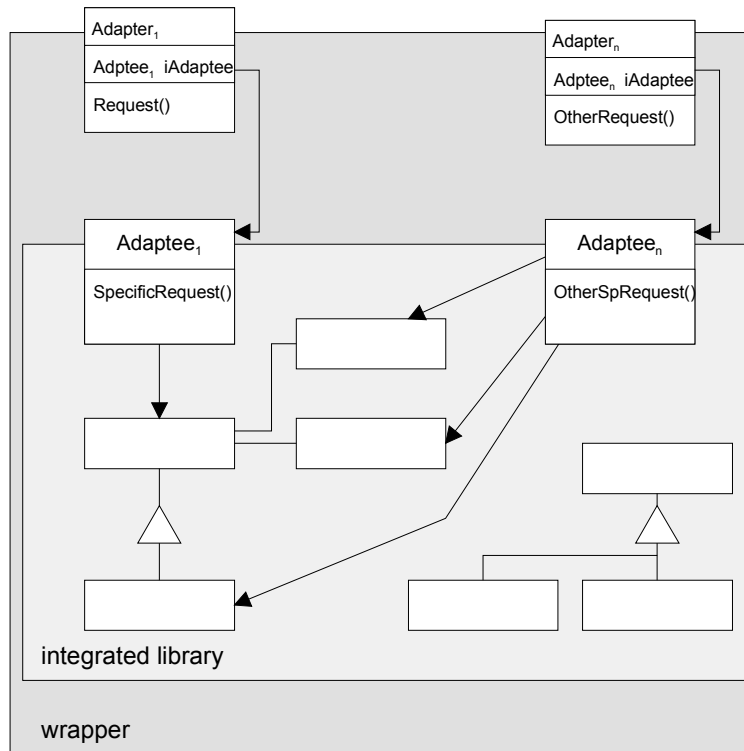 Adapter₁
Adptee₁ iAdaptee
Request()
Adapterₙ
Adpteeₙ iAdaptee
OtherRequest()
Adaptee₁
SpecificRequest()
Adapteeₙ
OtherSpRequest()
integrated library
wrapper